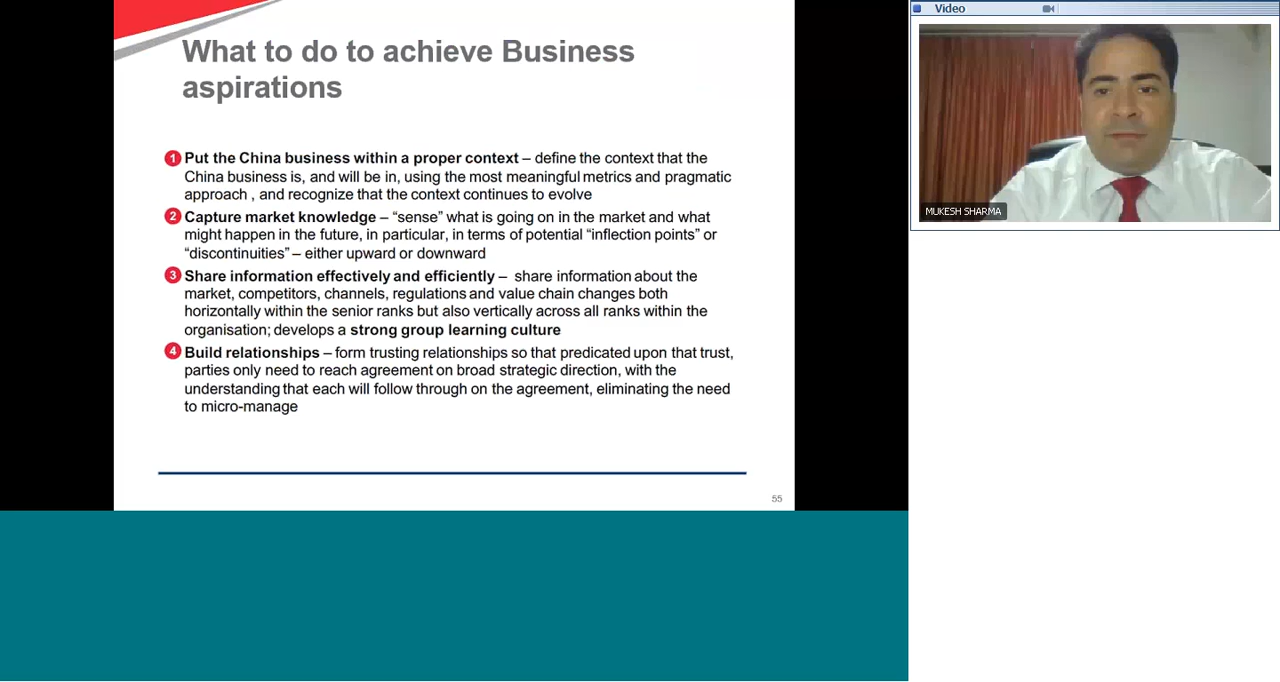 What to do to achieve Business
aspirations
1 Put the China business within a proper context – define the context that the
China business is, and will be in, using the most meaningful metrics and pragmatic
approach , and recognize that the context continues to evolve
2 Capture market knowledge – “sense” what is going on in the market and what
might happen in the future, in particular, in terms of potential “inflection points” or
“discontinuities” – either upward or downward
3 Share information effectively and efficiently – share information about the
market, competitors, channels, regulations and value chain changes both
horizontally within the senior ranks but also vertically across all ranks within the
organisation; develops a strong group learning culture
4 Build relationships – form trusting relationships so that predicated upon that trust,
parties only need to reach agreement on broad strategic direction, with the
understanding that each will follow through on the agreement, eliminating the need
to micro-manage
55
Video
MUKESH SHARMA